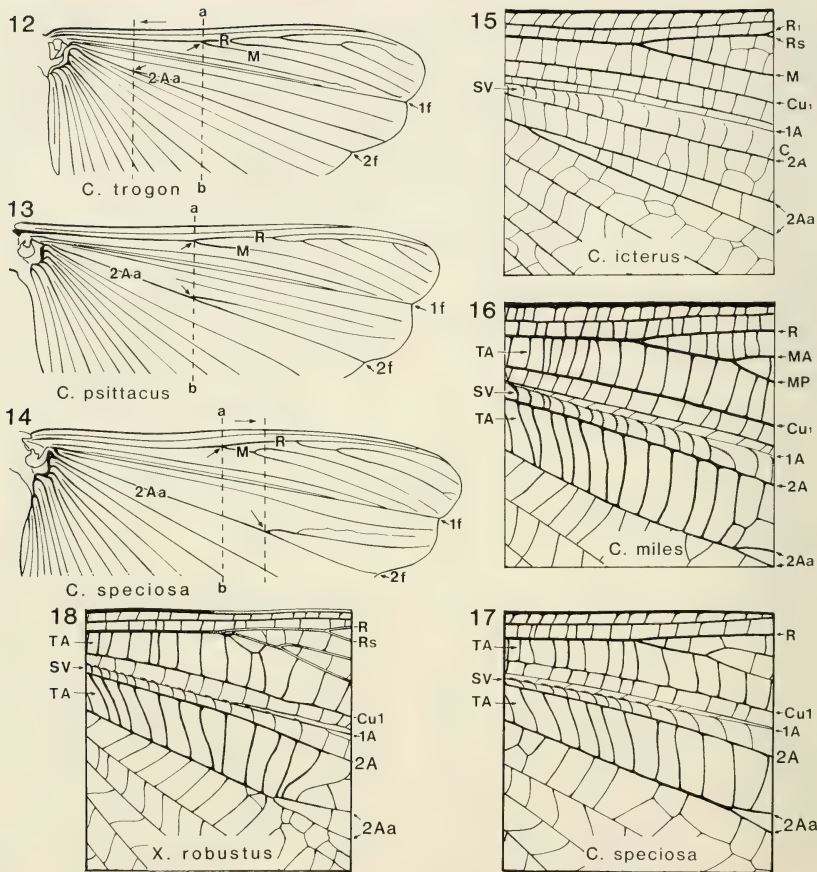 12
a
R
M
2Aa
1f
2f
b
C. trogon
13
a
R
M
2Aa
1f
2f
b
C. psittacus
14
a
R
M
2Aa
1f
2f
b
C. speciosa
15
R1
Rs
M
SV
Cu1
1A
C
2A
2Aa
C. icterus
16
R
TA
MA
MP
SV
TA
Cu1
1A
2A
C. miles
2Aa
18
R
TA
Rs
SV
TA
Cu1
1A
2A
2Aa
X. robustus
17
R
TA
SV
TA
Cu1
1A
2A
2Aa
C. speciosa